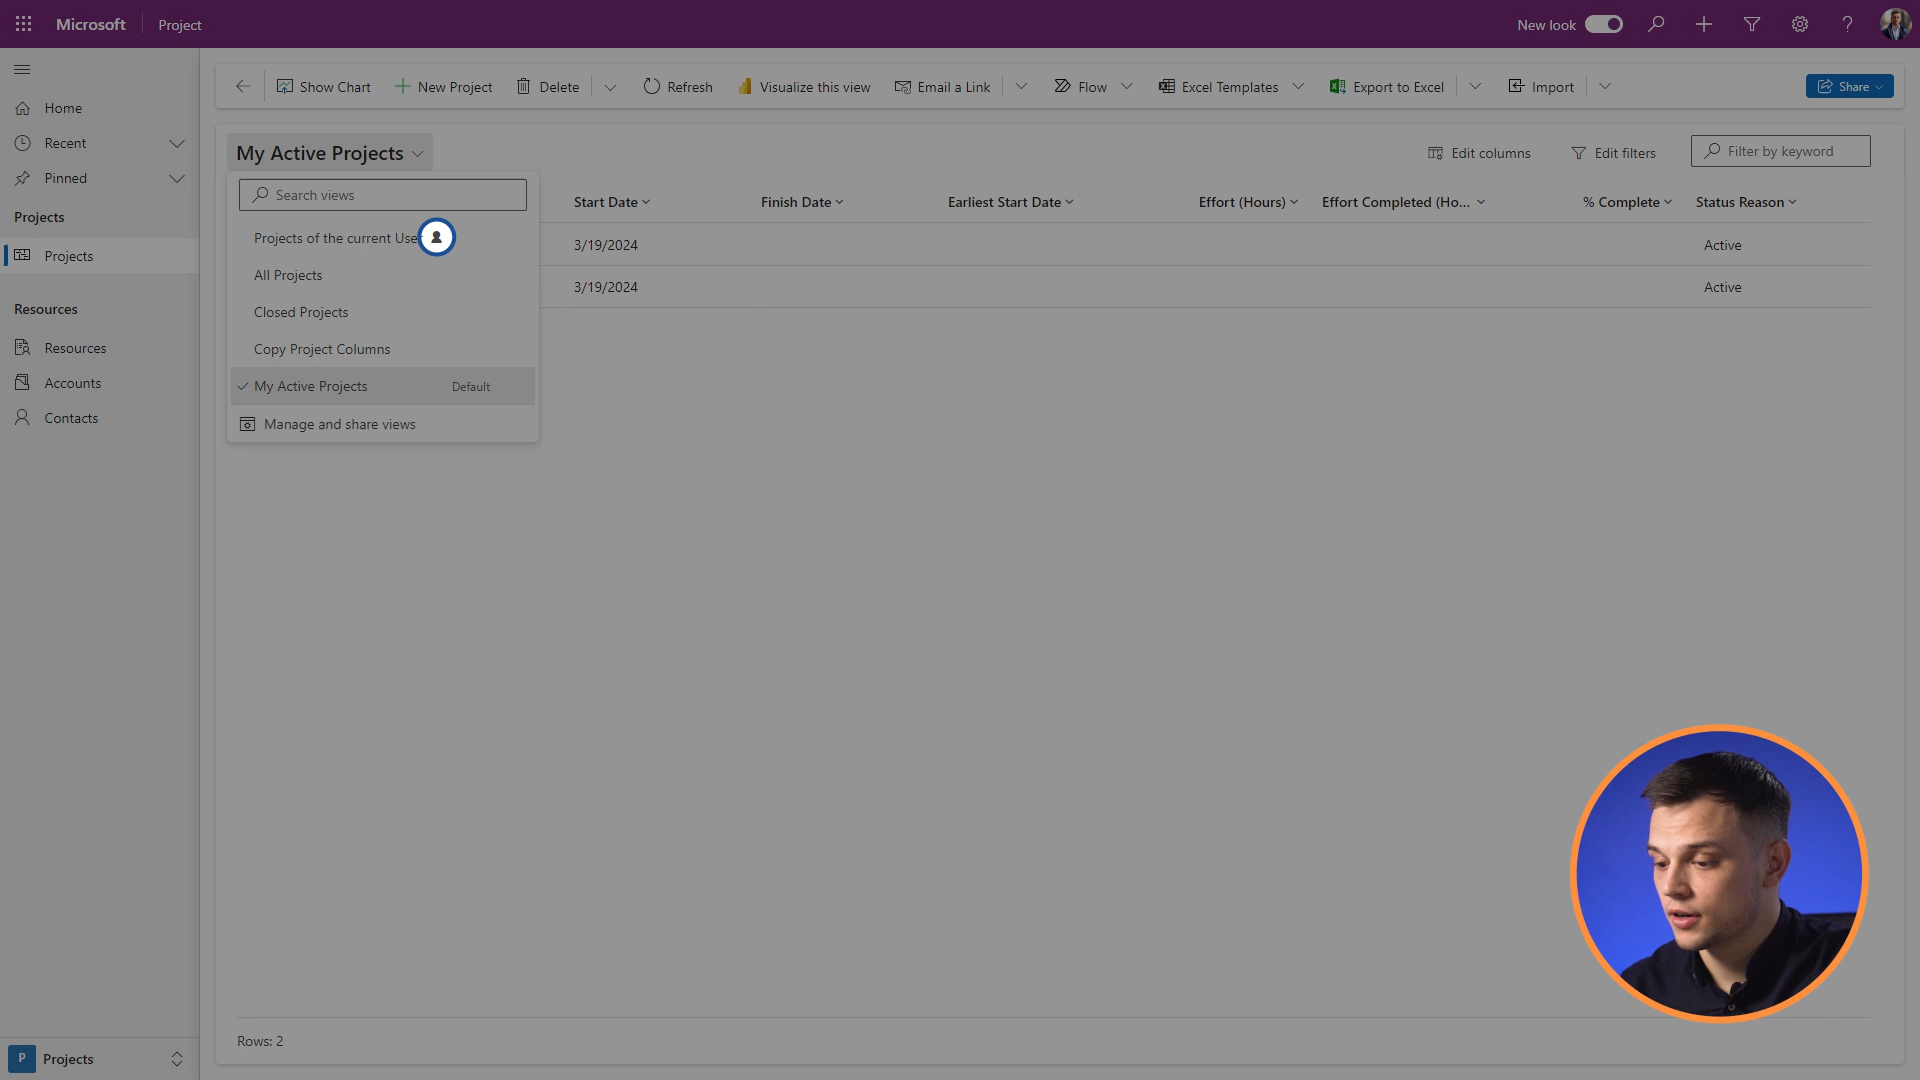 Microsoft Project New look
Show Chart New Project Delete Refresh Visualize this view Email a Link Flow Excel Templates Export to Excel Import Share
Home
Recent
Pinned
Projects
Projects
Resources
Resources
Accounts
Contacts
My Active Projects Edit columns Edit filters Filter by keyword
Search views
Projects of the current User
All Projects
Closed Projects
Copy Project Columns
My Active Projects Default
Manage and share views
Start Date Finish Date Earliest Start Date Effort (Hours) Effort Completed (Ho... % Complete Status Reason
3/19/2024 Active
3/19/2024 Active
Rows: 2
P Projects